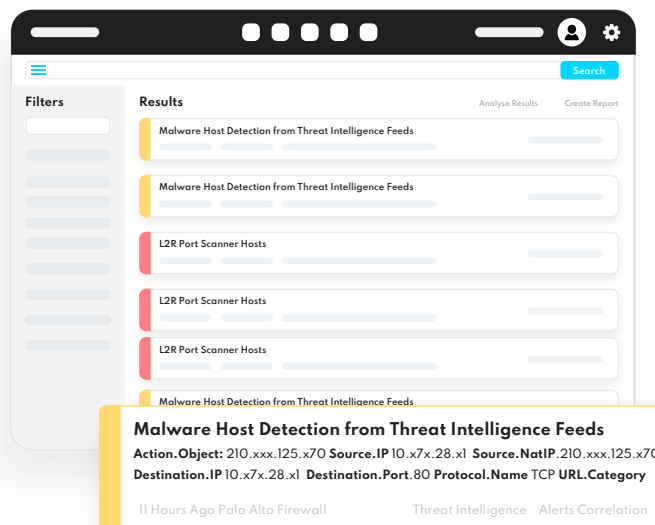 Search
Filters
Results
Analyse Results Create Report
Malware Host Detection from Threat Intelligence Feeds
Malware Host Detection from Threat Intelligence Feeds
L2R Port Scanner Hosts
L2R Port Scanner Hosts
L2R Port Scanner Hosts
Malware Host Detection from Threat Intelligence Feeds
Malware Host Detection from Threat Intelligence Feeds
Action.Object: 210.xxx.125.x70 Source.IP 10.x7x.28.x1 Source.NatIP.210.xxx.125.x70
Destination.IP 10.x7x.28.x1 Destination.Port.80 Protocol.Name TCP URL.Category
11 Hours Ago Palo Alto Firewall Threat Intelligence Alerts Correlation